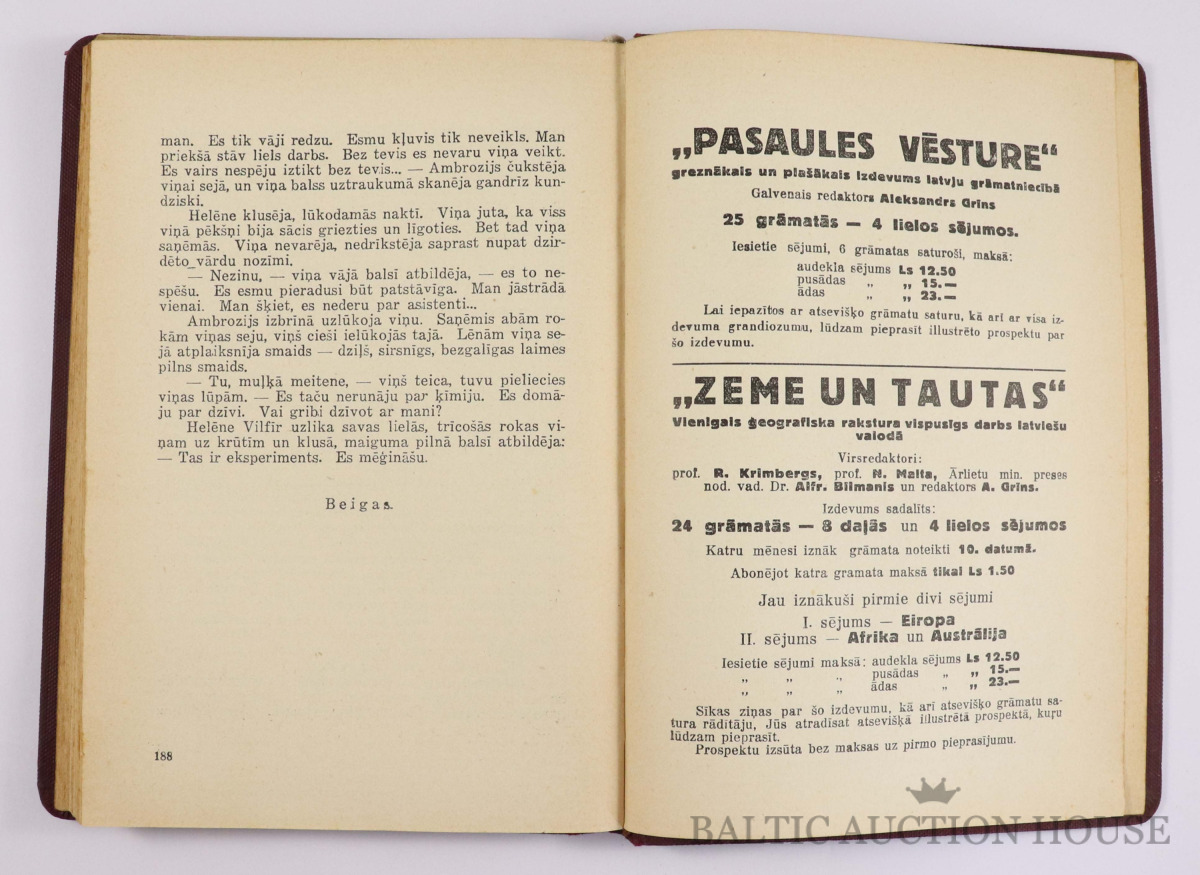 man. Es tik vāji redzu. Esmu kļuvis tik neveikls. Man
priekšā stāv liels darbs. Bez tevis es nevaru viņa veikt.
Es vairs nespēju iztikt bez tevis... — Ambrozijs čukstēja
viņai sejā, un viņa balss uztraukumā skanēja gandrīz kun-
dziski.
Helēne klusēja, lūkodamās naktī. Viņa juta, ka viss
viņā pēkšņi bija sācis griezties un līgoties. Bet tad viņa
saņēmās. Viņa nevarēja, nedrīkstēja saprast nupat dzir-
dēto vārdu nozīmi.
— Nezinu, — viņa vājā balsī atbildēja, — es to ne-
spēšu. Es esmu pieradusi būt patstāvīga. Man jāstrādā
vienai. Man šķiet, es nederu par asistenti...
Ambrozijs izbrīnā uzlūkoja viņu. Saņēmis abām ro-
kām viņas seju, viņš cieši ielūkojās tajā. Lēnām viņa se-
jā atplaiksnīja smaids — dziļš, sirsnīgs, bezgalīgas laimes
pilns smaids.
— Tu, muļķā meitene, — viņš teica, tuvu pieliecies
viņas lūpām. — Es taču nerunāju par ķīmiju. Es domā-
ju par dzīvi. Vai gribi dzīvot ar mani?
Helēne Vilfīr uzlika savas lielās, trīcošās rokas vi-
ņam uz krūtīm un klusā, maiguma pilnā balsī atbildēja:
— Tas ir eksperiments. Es mēģināšu.
Beigas.
188
„PASAULES VĒSTURE“
greznākais un plašākais izdevums latvju grāmatniecībā
Galvenais redaktors Aleksandrs Grīns
25 grāmatās — 4 lielos sējumos.
Iesietie sējumi, 6 grāmatas saturoši, maksā:
audekla sējums Ls 12.50
pusādas „ „ 15.—
ādas „ „ 23.—
Lai iepazītos ar atsevišķo grāmatu saturu, kā arī ar visa iz-
devuma grandiozumu, lūdzam pieprasīt illustrēto prospektu par
šo izdevumu.
„ZEME UN TAUTAS“
Vienīgais ģeografiska rakstura vispusīgs darbs latviešu
valodā
Virsredaktori:
prof. R. Krimbergs, prof. N. Malta, Ārlietu min. preses
nod. vad. Dr. Alfr. Bīlmanis un redaktors A. Grīns.
Izdevums sadalīts:
24 grāmatās — 8 daļās un 4 lielos sējumos
Katru mēnesi iznāk grāmata noteikti 10. datumā.
Abonējot katra gramata maksā tikai Ls 1.50
Jau iznākuši pirmie divi sējumi
I. sējums — Eiropa
II. sējums — Afrika un Austrālija
Iesietie sējumi maksā: audekla sējums Ls 12.50
„ „ „ pusādas „ „ 15.—
„ „ „ ādas „ „ 23.—
Sīkas ziņas par šo izdevumu, kā arī atsevišķo grāmatu sa-
tura rādītāju, Jūs atradīsat atsevišķā illustrētā prospektā, kuŗu
lūdzam pieprasīt.
Prospektu izsūta bez maksas uz pirmo pieprasījumu.
BALTIC AUCTION HOUSE